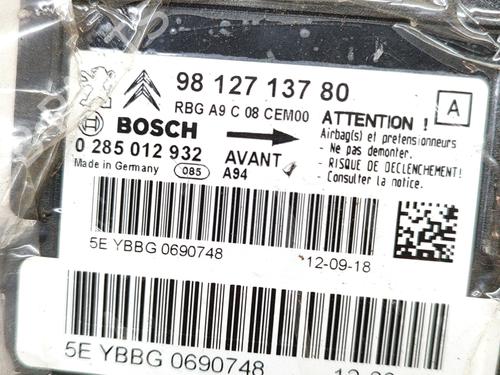 98 127 137 80
RBG A9 C 08 CEM00
A
BOSCH
0 285 012 932
Made in Germany
085
AVANT
A94
ATTENTION !
Airbag(s) et pretensionneurs
- Ne pas demonter.
- RISQUE DE DECLENCHEMENT!
- Consulter la notice.
5E YBBG 0690748
12-09-18
5E YBBG 0690748